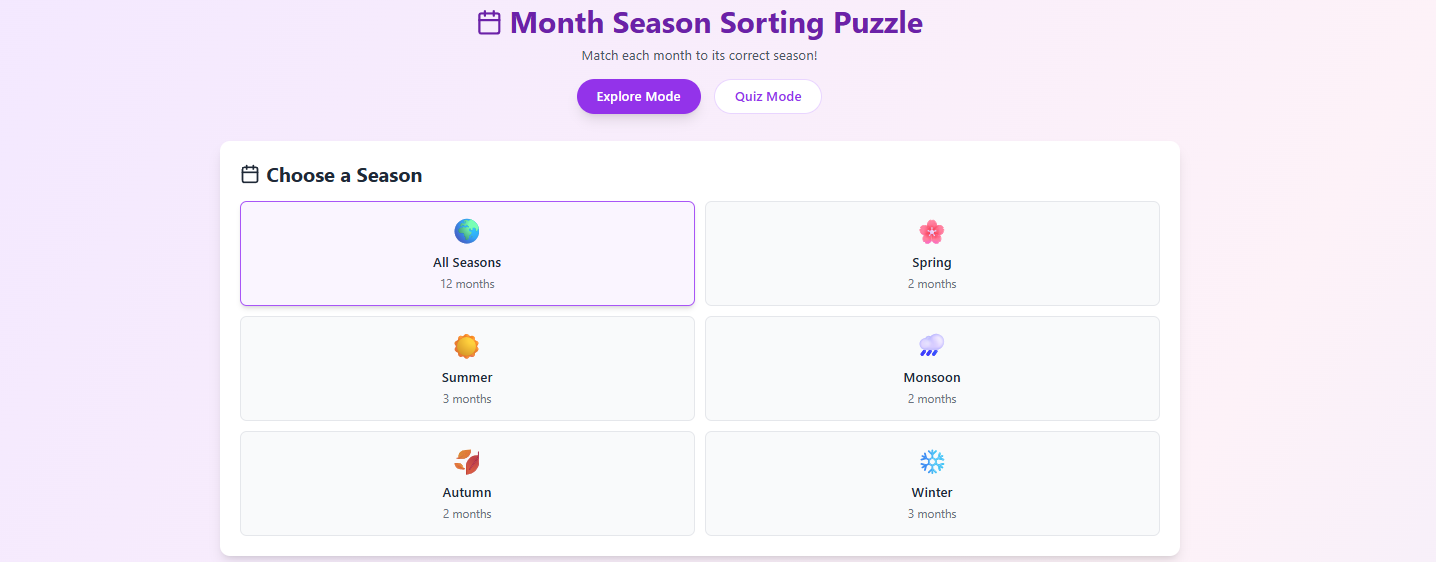 Month Season Sorting Puzzle
Match each month to its correct season!
Explore Mode
Quiz Mode
Choose a Season
All Seasons
12 months
Spring
2 months
Summer
3 months
Monsoon
2 months
Autumn
2 months
Winter
3 months